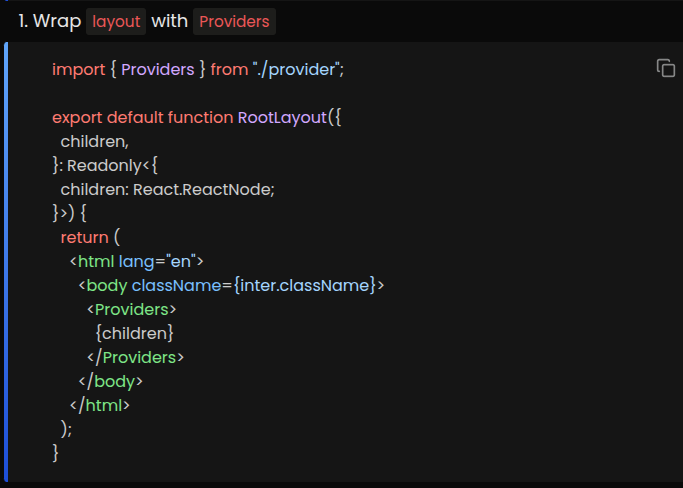 1. Wrap layout with Providers
import { Providers } from "./provider";
export default function RootLayout({
  children,
}: Readonly<{
  children: React.ReactNode;
}>) {
  return (
    <html lang="en">
      <body className={inter.className}>
        <Providers>
          {children}
        </Providers>
      </body>
    </html>
  );
}